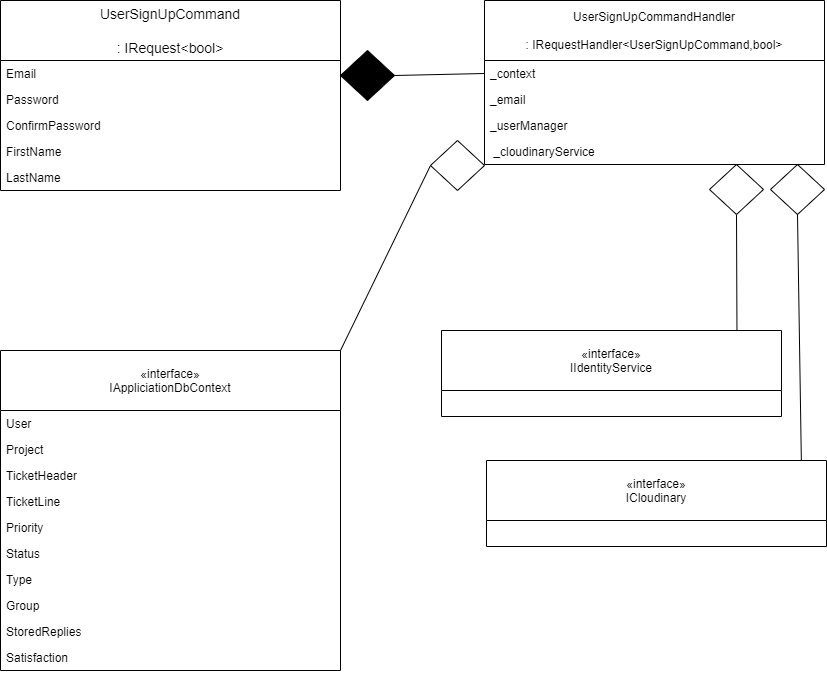 UserSignUpCommand
: IRequest<bool>
Email
Password
ConfirmPassword
FirstName
LastName
UserSignUpCommandHandler
: IRequestHandler<UserSignUpCommand,bool>
_context
_email
_userManager
_cloudinaryService
«interface»
IAppliciationDbContext
User
Project
TicketHeader
TicketLine
Priority
Status
Type
Group
StoredReplies
Satisfaction
«interface»
IIdentityService
«interface»
ICloudinary